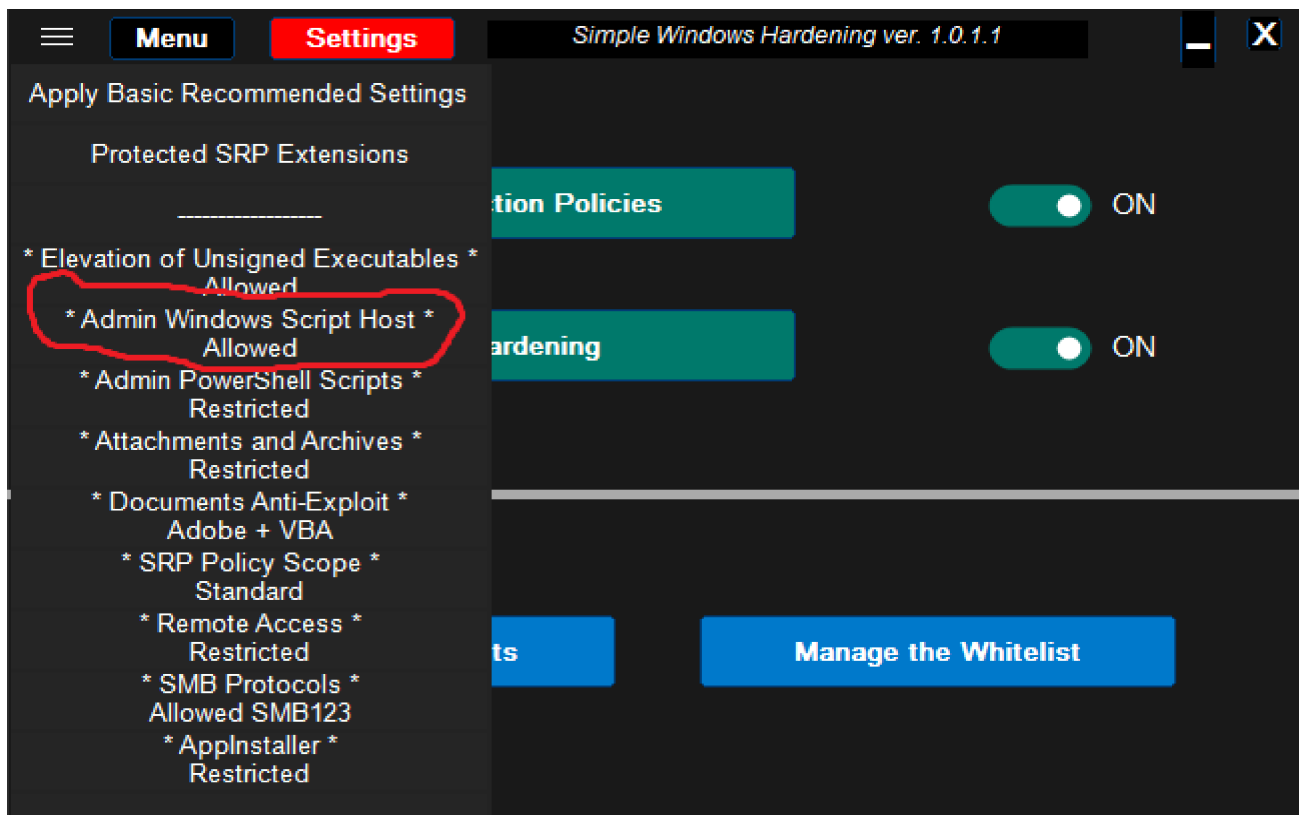 Menu
Settings
Simple Windows Hardening ver. 1.0.1.1
X
Apply Basic Recommended Settings
Protected SRP Extensions
------------------
tion Policies
ON
* Elevation of Unsigned Executables *
Allowed
* Admin Windows Script Host *
Allowed
ardening
ON
* Admin PowerShell Scripts *
Restricted
* Attachments and Archives *
Restricted
* Documents Anti-Exploit *
Adobe + VBA
* SRP Policy Scope *
Standard
* Remote Access *
Restricted
ts
Manage the Whitelist
* SMB Protocols *
Allowed SMB123
* AppInstaller *
Restricted